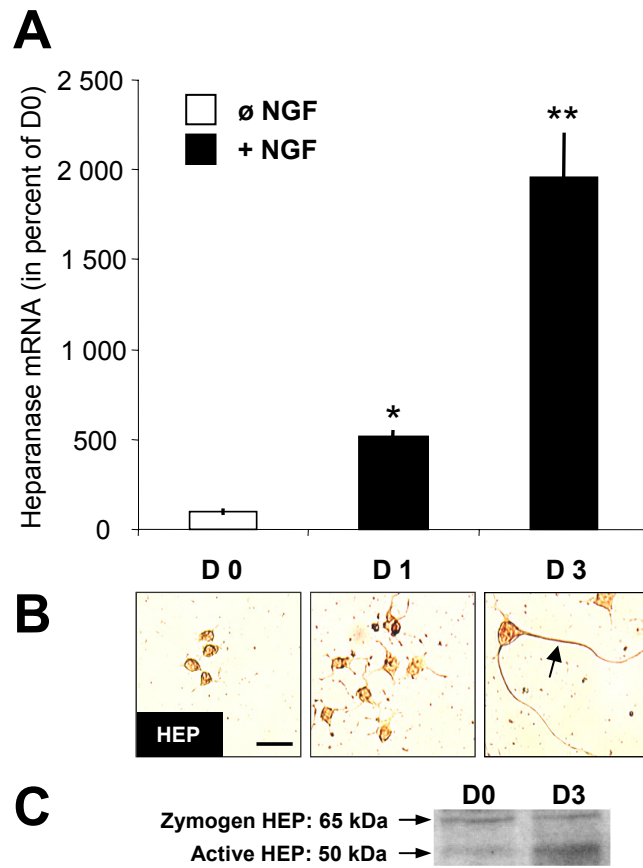 A
Heparanase mRNA (in percent of D0)
2 500
2 000
1 500
1 000
500
0
ø NGF
+ NGF
*
**
D 0
D 1
D 3
B
HEP
C
D0
D3
Zymogen HEP: 65 kDa
Active HEP: 50 kDa